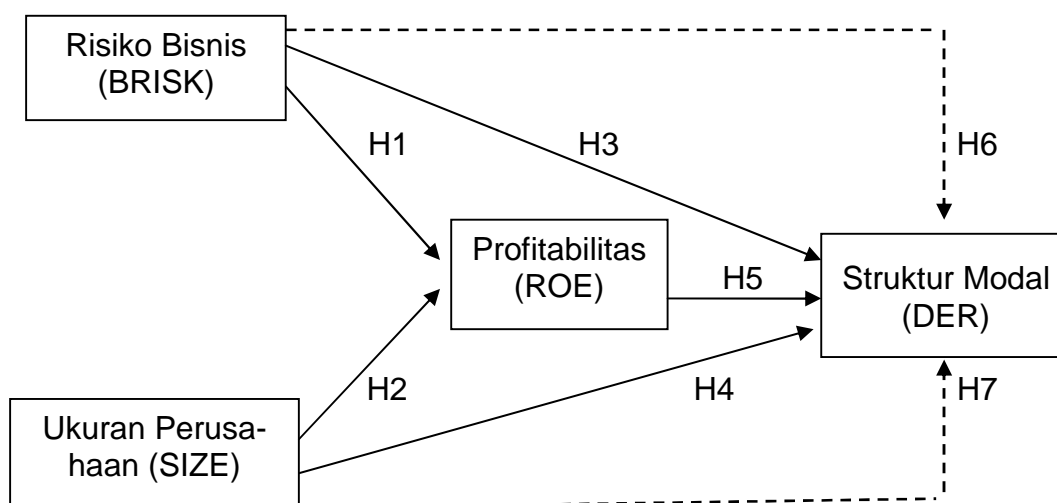 Risiko Bisnis
(BRISK)
H1
H3
H6
Profitabilitas
(ROE)
H5
Struktur Modal
(DER)
H2
H4
H7
Ukuran Perusa-
haan (SIZE)